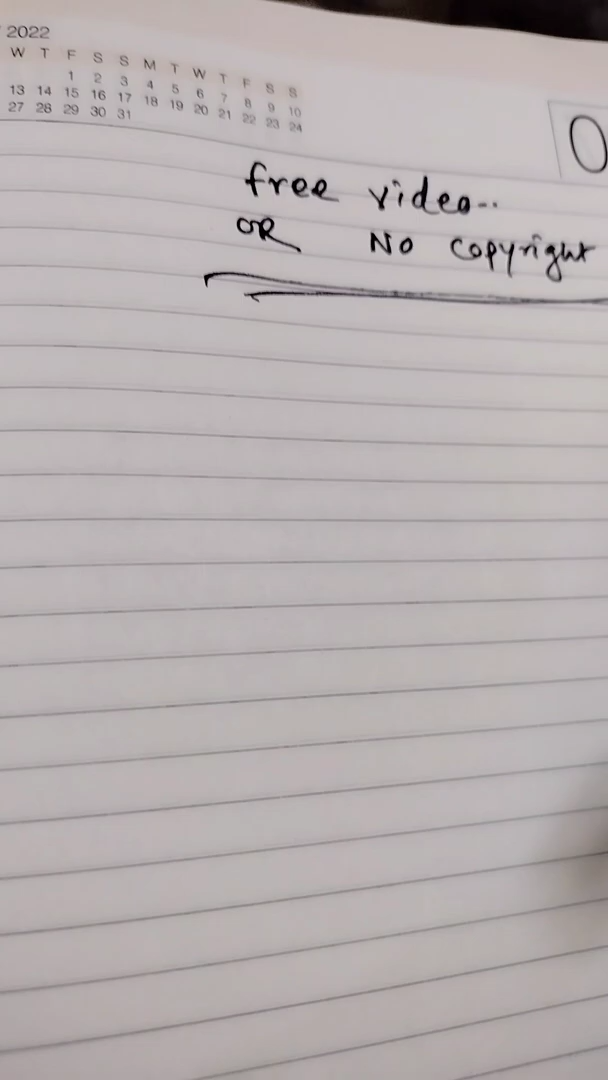 2022
W T F S S M T W T F S S
1 2 3 4 5 6 7 8 9 10
13 14 15 16 17 18 19 20 21 22 23 24
27 28 29 30 31
free video..
OR No copyright